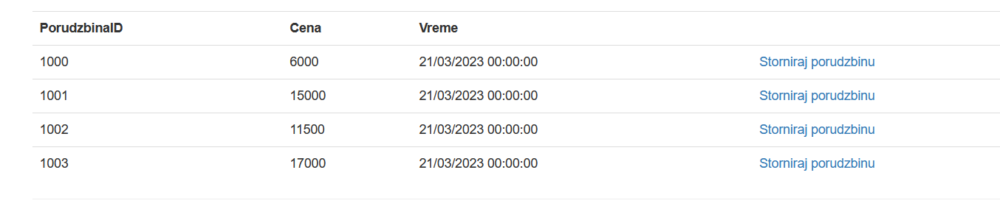 PorudzbinaID Cena Vreme
1000 6000 21/03/2023 00:00:00 Storniraj porudzbinu
1001 15000 21/03/2023 00:00:00 Storniraj porudzbinu
1002 11500 21/03/2023 00:00:00 Storniraj porudzbinu
1003 17000 21/03/2023 00:00:00 Storniraj porudzbinu